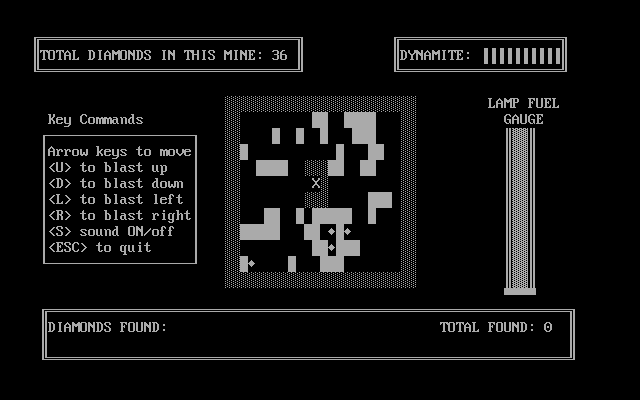 TOTAL DIAMONDS IN THIS MINE: 36
DYNAMITE:
LAMP FUEL
GAUGE
Key Commands
Arrow keys to move
<U> to blast up
<D> to blast down
<L> to blast left
<R> to blast right
<S> sound ON/off
<ESC> to quit
X
DIAMONDS FOUND:
TOTAL FOUND: 0